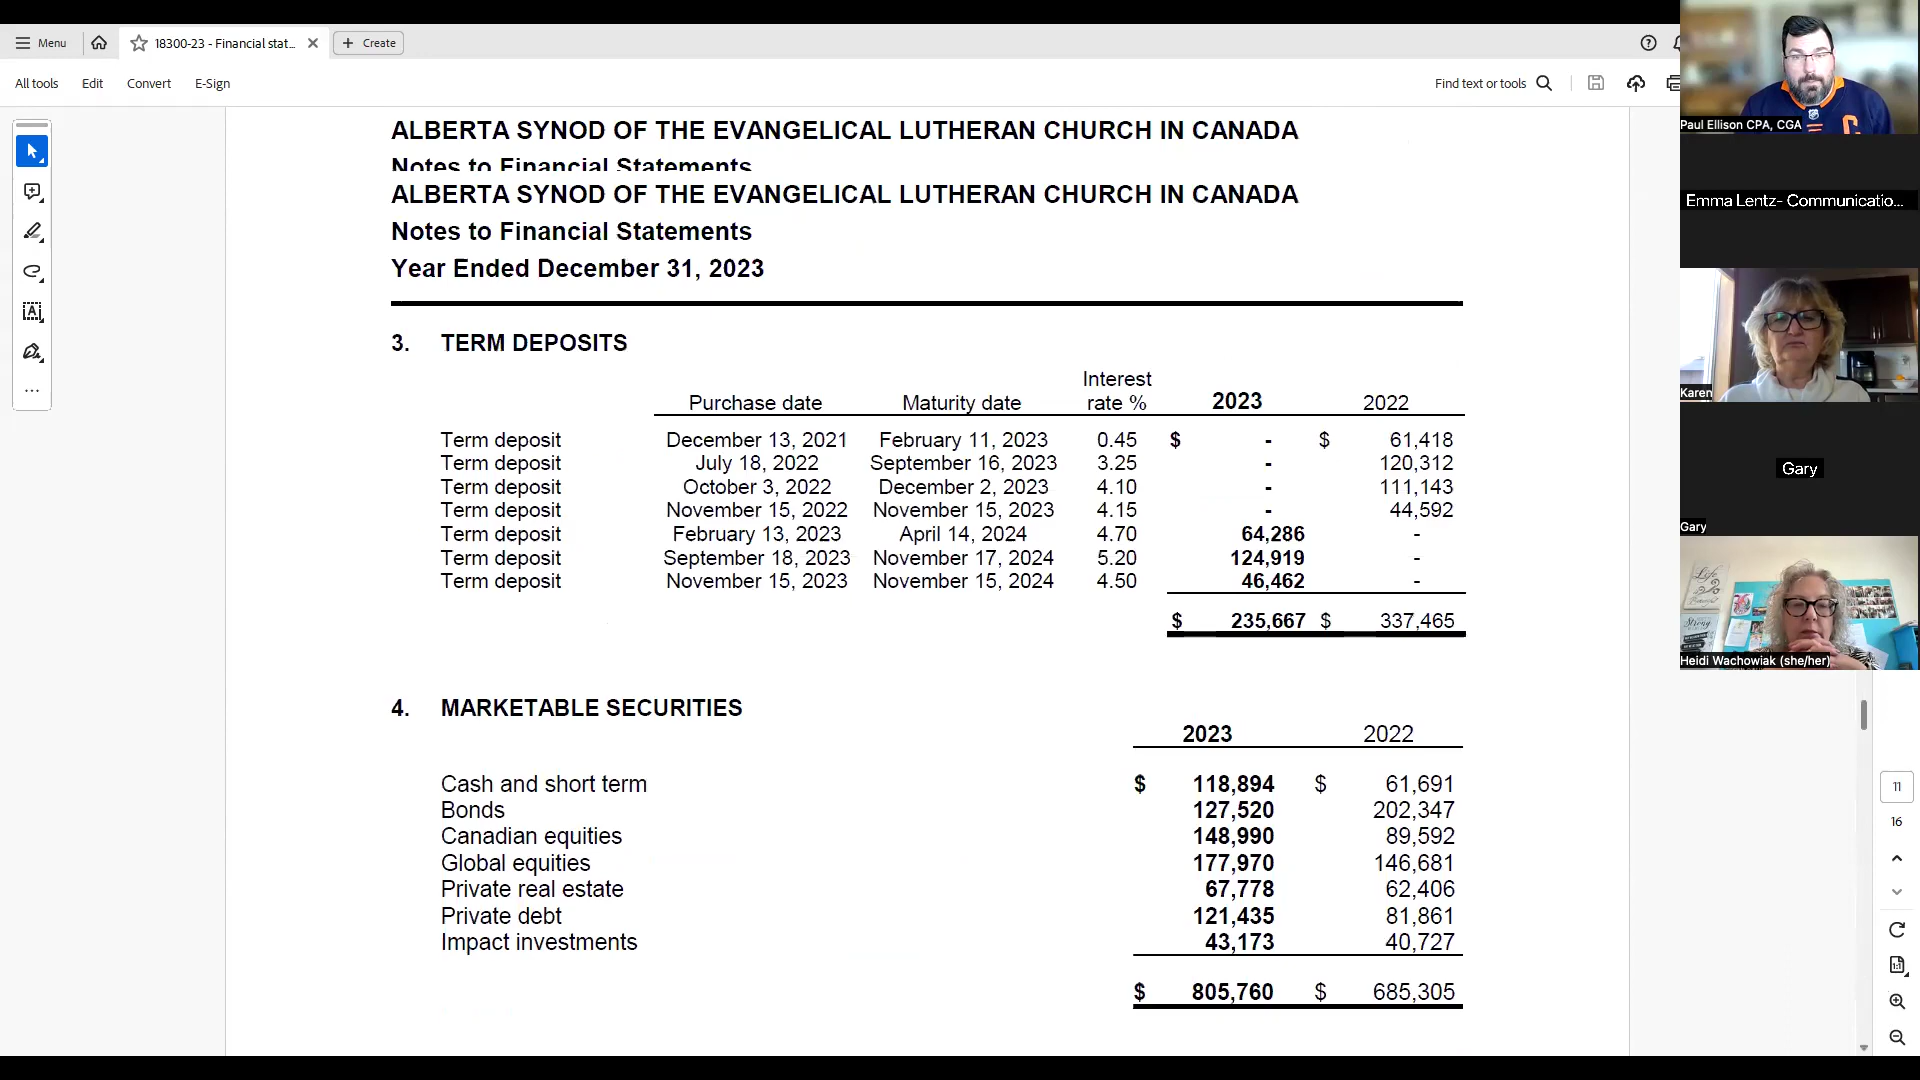 Menu
18300-23 - Financial stat...
Create
All tools
Edit
Convert
E-Sign
Find text or tools
ALBERTA SYNOD OF THE EVANGELICAL LUTHERAN CHURCH IN CANADA
Notes to Financial Statements
ALBERTA SYNOD OF THE EVANGELICAL LUTHERAN CHURCH IN CANADA
Notes to Financial Statements
Year Ended December 31, 2023
3. TERM DEPOSITS
Purchase date Maturity date Interest rate % 2023 2022
Term deposit December 13, 2021 February 11, 2023 0.45 $ - $ 61,418
Term deposit July 18, 2022 September 16, 2023 3.25 - 120,312
Term deposit October 3, 2022 December 2, 2023 4.10 - 111,143
Term deposit November 15, 2022 November 15, 2023 4.15 - 44,592
Term deposit February 13, 2023 April 14, 2024 4.70 64,286 -
Term deposit September 18, 2023 November 17, 2024 5.20 124,919 -
Term deposit November 15, 2023 November 15, 2024 4.50 46,462 -
$ 235,667 $ 337,465
4. MARKETABLE SECURITIES
2023 2022
Cash and short term $ 118,894 $ 61,691
Bonds 127,520 202,347
Canadian equities 148,990 89,592
Global equities 177,970 146,681
Private real estate 67,778 62,406
Private debt 121,435 81,861
Impact investments 43,173 40,727
$ 805,760 $ 685,305
Paul Ellison CPA, CGA
Emma Lentz- Communicatio...
Karen
Gary
Gary
Life
Strong
Heidi Wachowiak (she/her)
11
16